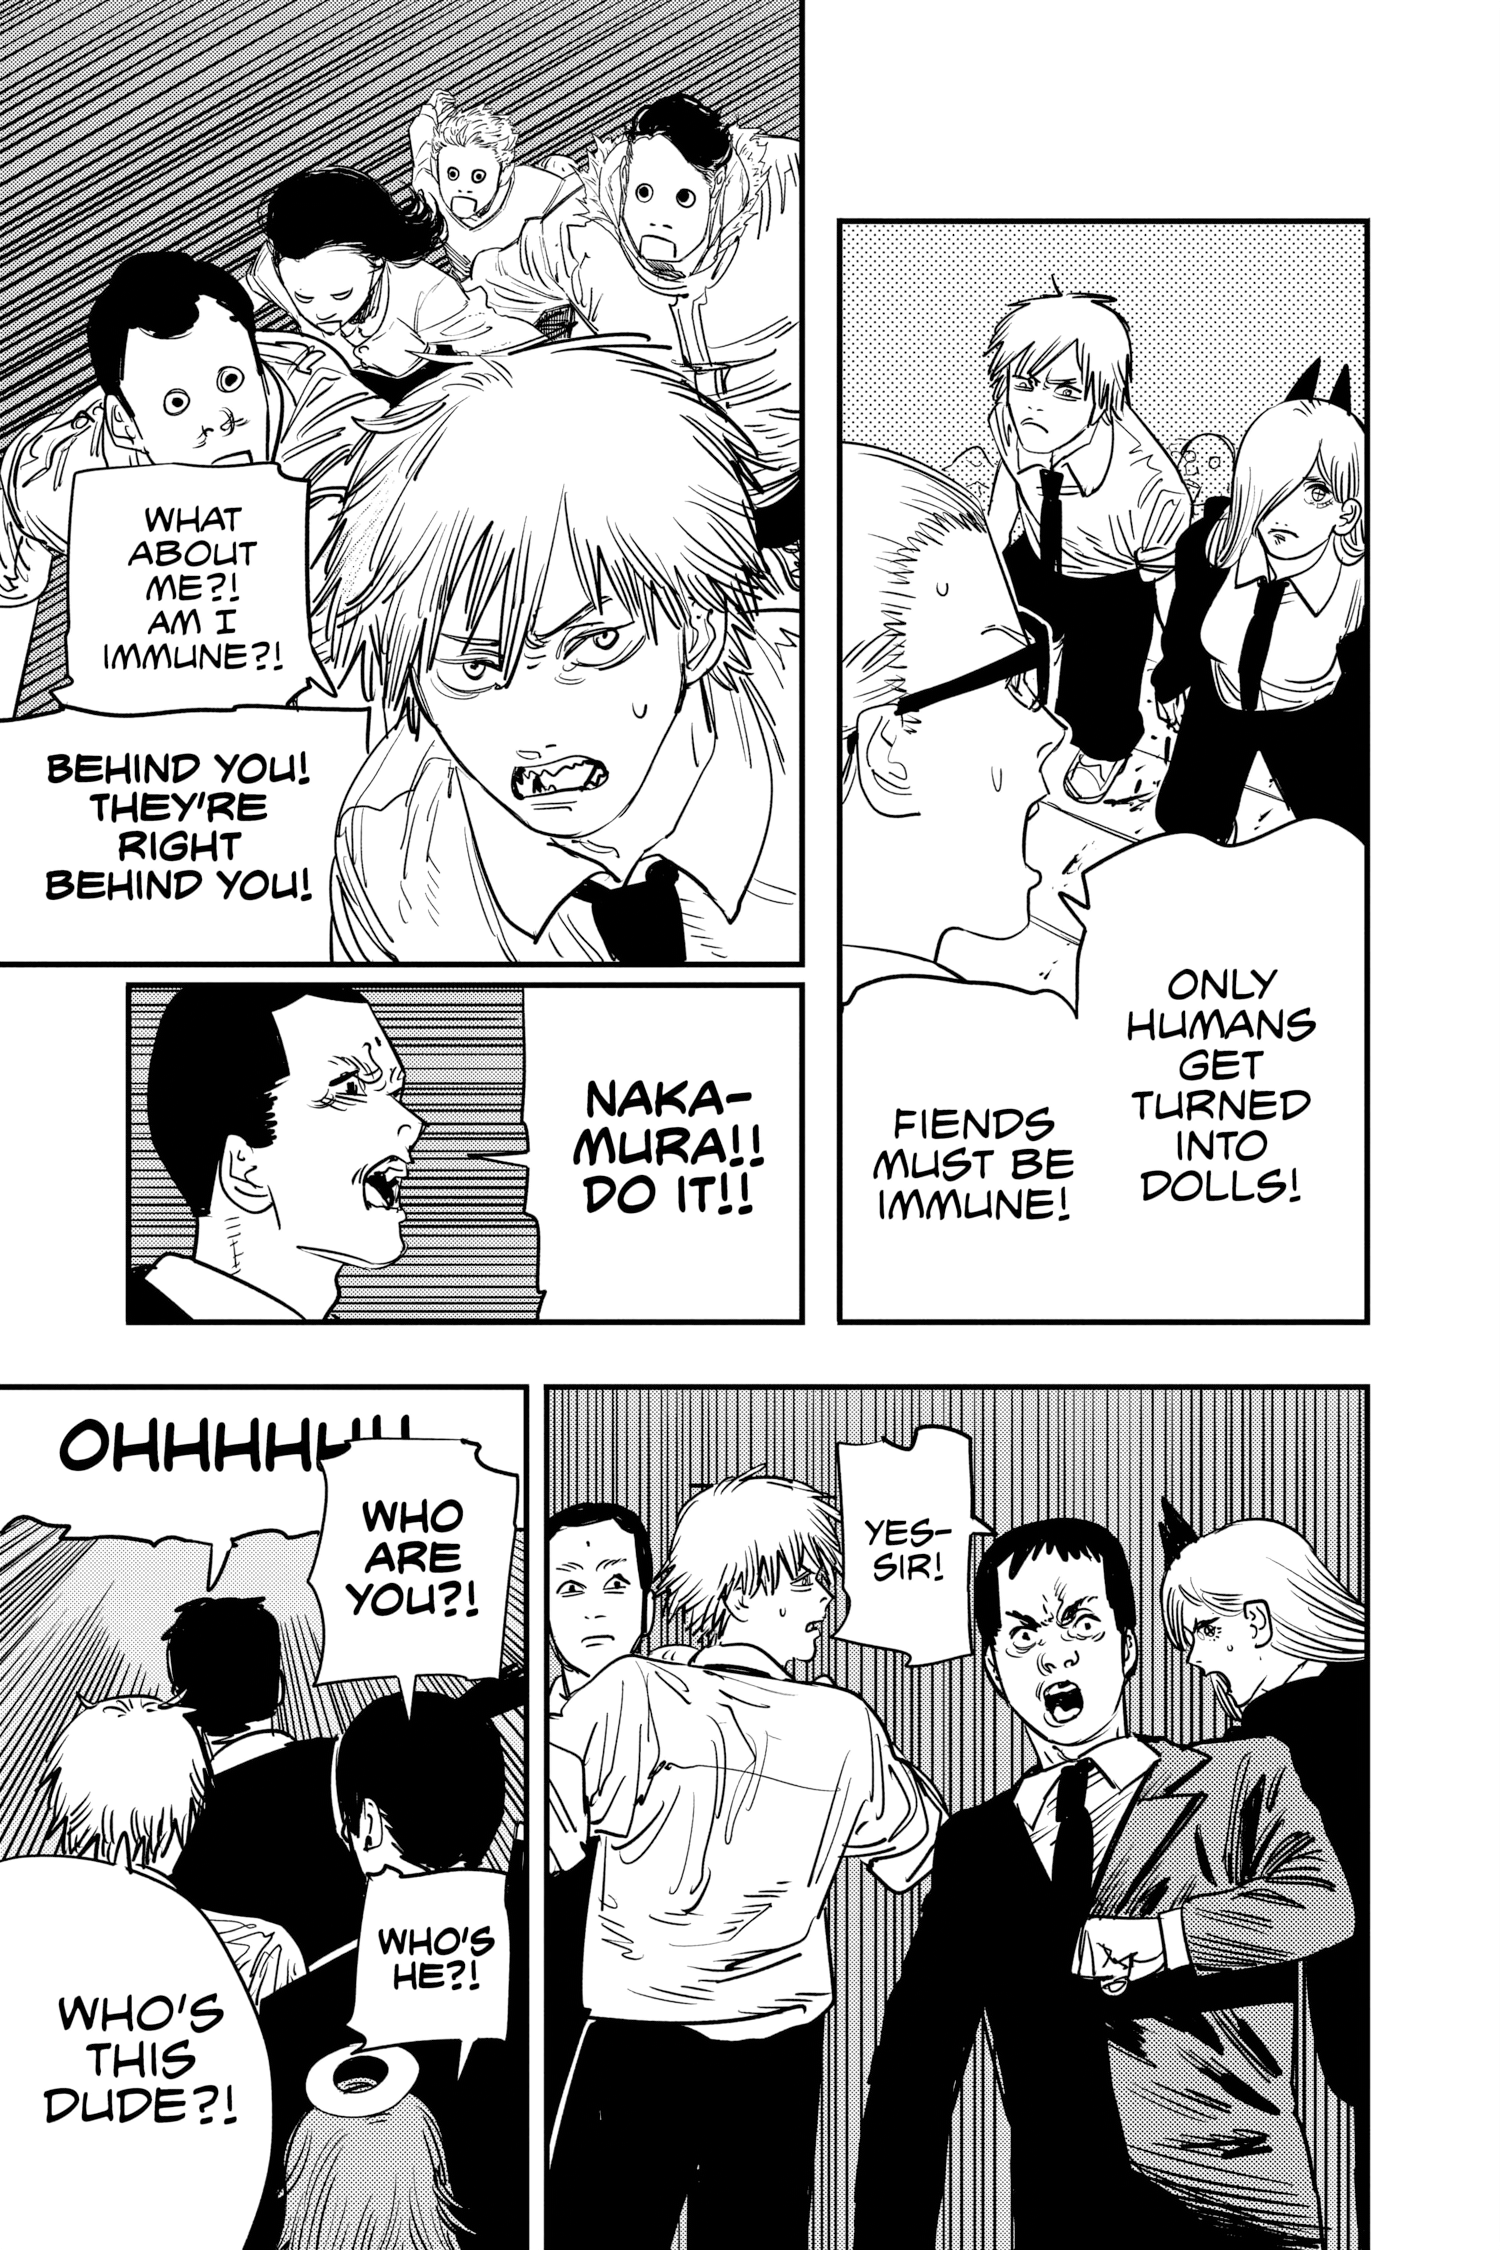 ONLY
HUMANS
GET
TURNED
INTO
DOLLS!
FIENDS
MUST BE
IMMUNE!
WHAT
ABOUT
ME?!
AM I
IMMUNE?!
BEHIND YOU!
THEY'RE
RIGHT
BEHIND YOU!
NAKA-
MURA!!
DO IT!!
YES-
SIR!
OHHHHHH
WHO
ARE
YOU?!
WHO'S
HE?!
WHO'S
THIS
DUDE?!